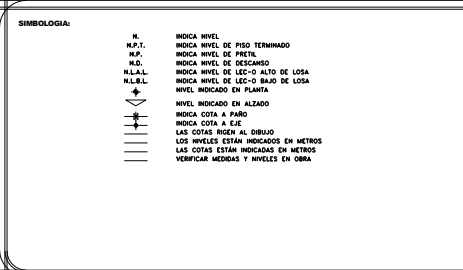 SIMBOLOGIA:
N. INDICA NIVEL
N.P.T. INDICA NIVEL DE PISO TERMINADO
N.P. INDICA NIVEL DE PRETIL
N.D. INDICA NIVEL DE DESCANSO
N.L.A.L. INDICA NIVEL DE LEC-O ALTO DE LOSA
N.L.B.L. INDICA NIVEL DE LEC-O BAJO DE LOSA
NIVEL INDICADO EN PLANTA
NIVEL INDICADO EN ALZADO
INDICA COTA A PAÑO
INDICA COTA A EJE
LAS COTAS RIGEN AL DIBUJO
LOS NIVELES ESTÁN INDICADOS EN METROS
LAS COTAS ESTÁN INDICADAS EN METROS
VERIFICAR MEDIDAS Y NIVELES EN OBRA